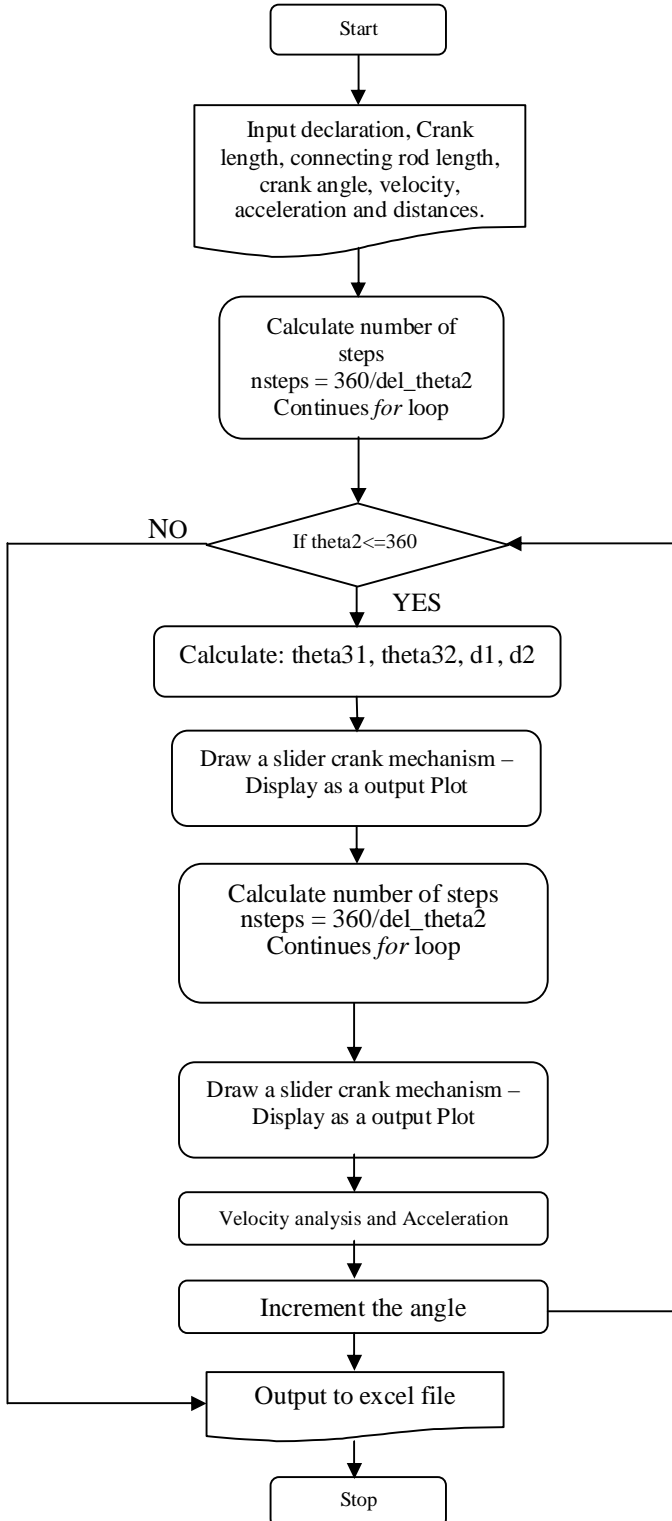 Start
Input declaration, Crank
length, connecting rod length,
crank angle, velocity,
acceleration and distances.
Calculate number of
steps
nsteps = 360/del_theta2
Continues for loop
NO
If theta2<=360
YES
Calculate: theta31, theta32, d1, d2
Draw a slider crank mechanism –
Display as a output Plot
Calculate number of steps
nsteps = 360/del_theta2
Continues for loop
Draw a slider crank mechanism –
Display as a output Plot
Velocity analysis and Acceleration
Increment the angle
Output to excel file
Stop